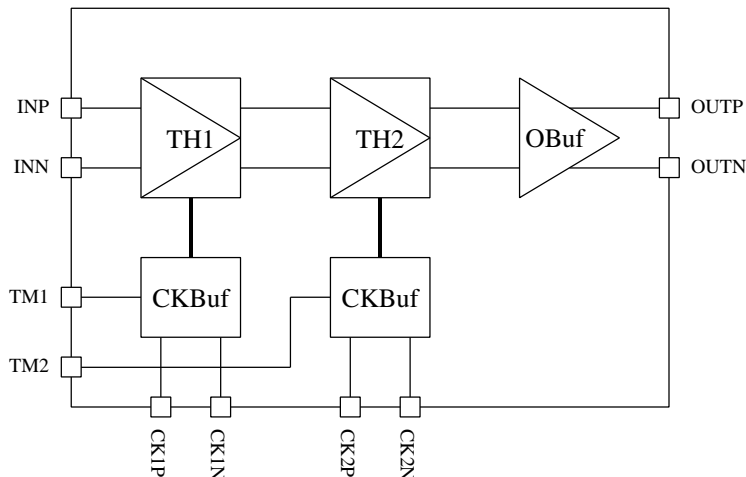 INP
TH1
TH2
OBuf
OUTP
INN
OUTN
TM1
CKBuf
CKBuf
TM2
CK1P
CK1N
CK2P
CK2N